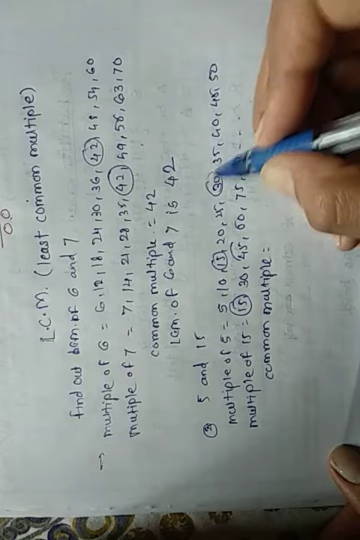 L.C.M. (least common multiple)
find out lcm of 6 and 7
→ multiple of 6 = 6,12,18,24,30,36,42,48,54,60
multiple of 7 = 7,14,21,28,35,42,49,56,63,70
common multiple = 42
Lcm. of 6 and 7 is 42
5 and 15
multiple of 5 = 5,10,15,20,25,30,35,40,45,50
multiple of 15 = 15,30,45,60,75,
common multiple =